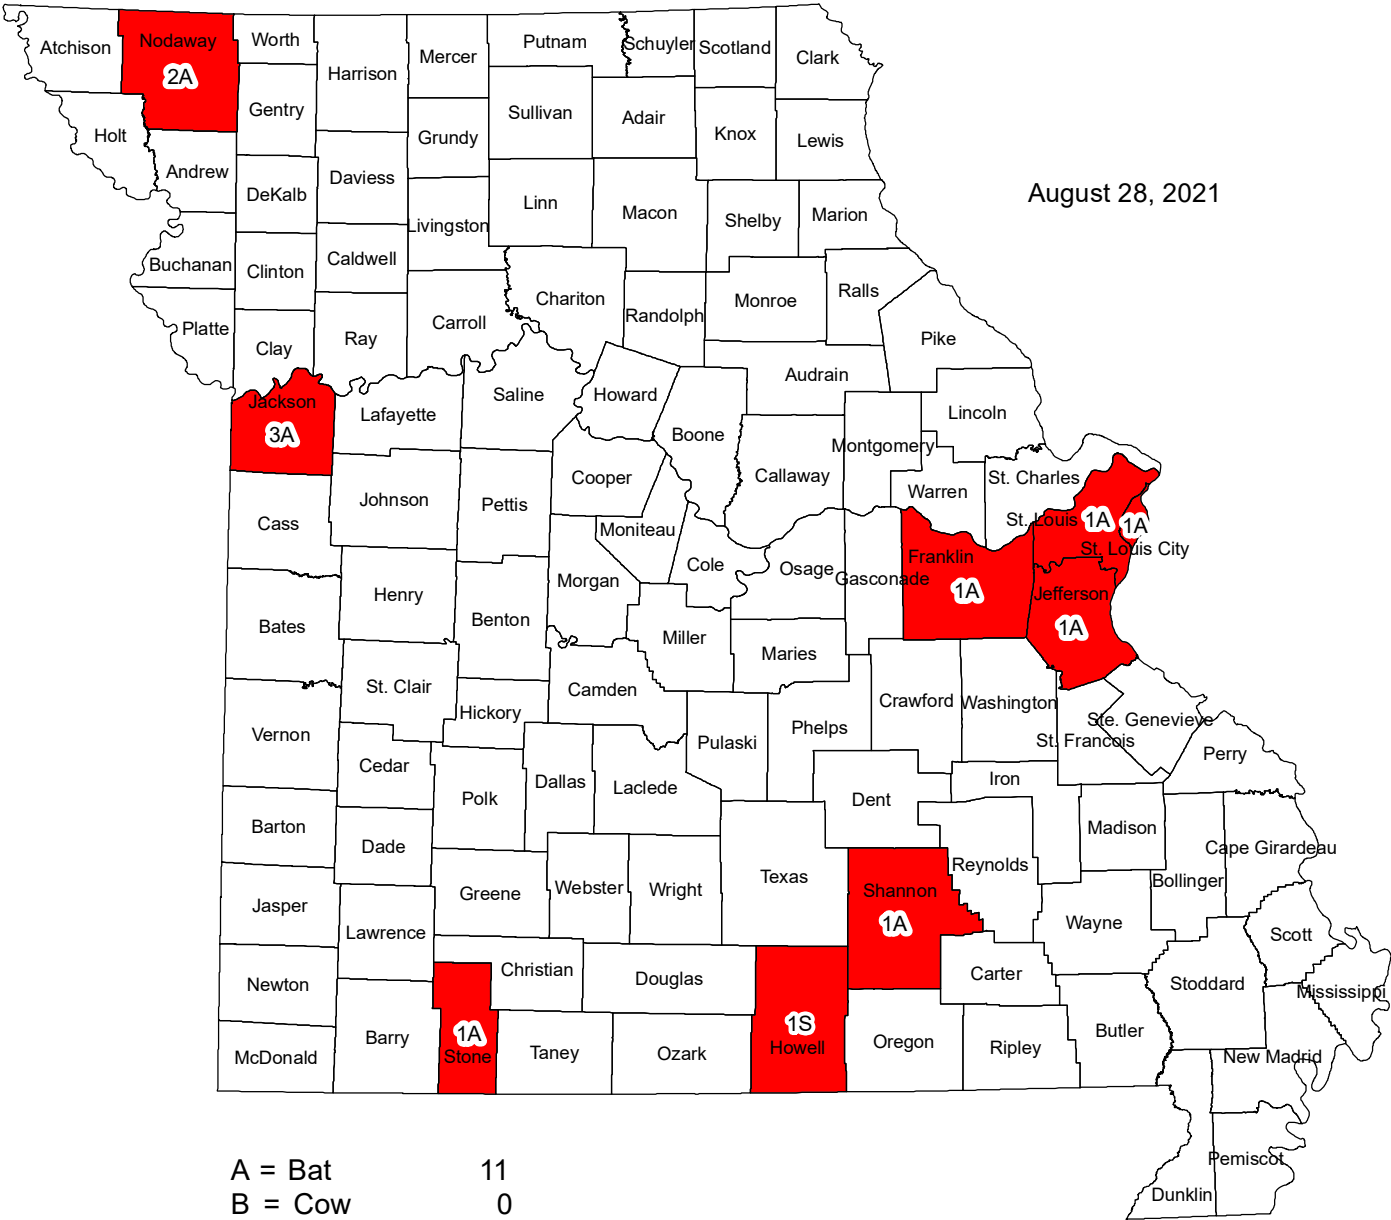 Atchison
Nodaway
2A
Worth
Harrison
Mercer
Putnam
Schuyler
Scotland
Clark
Gentry
Sullivan
Adair
Knox
Lewis
Holt
Andrew
DeKalb
Daviess
Grundy
Livingston
Linn
Macon
Shelby
Marion
August 28, 2021
Buchanan
Clinton
Caldwell
Chariton
Randolph
Monroe
Ralls
Pike
Platte
Clay
Ray
Carroll
Jackson
3A
Lafayette
Saline
Howard
Audrain
Lincoln
Boone
Montgomery
Callaway
Cooper
Warren
St. Charles
Cass
Johnson
Pettis
Moniteau
St. Louis
1A
1A
St. Louis City
Cole
Osage
Gasconade
Franklin
1A
Jefferson
1A
Henry
Morgan
Bates
Benton
Miller
Maries
St. Clair
Hickory
Camden
Pulaski
Phelps
Crawford
Washington
Ste. Genevieve
St. Francois
Perry
Vernon
Cedar
Polk
Dallas
Laclede
Dent
Iron
Barton
Dade
Madison
Cape Girardeau
Texas
Reynolds
Bollinger
Jasper
Greene
Webster
Wright
Shannon
1A
Wayne
Scott
Lawrence
Newton
Christian
Douglas
Carter
Stoddard
Mississippi
McDonald
Barry
1A
Stone
Taney
Ozark
1S
Howell
Oregon
Ripley
Butler
New Madrid
Pemiscot
Dunklin
A = Bat 11
B = Cow 0